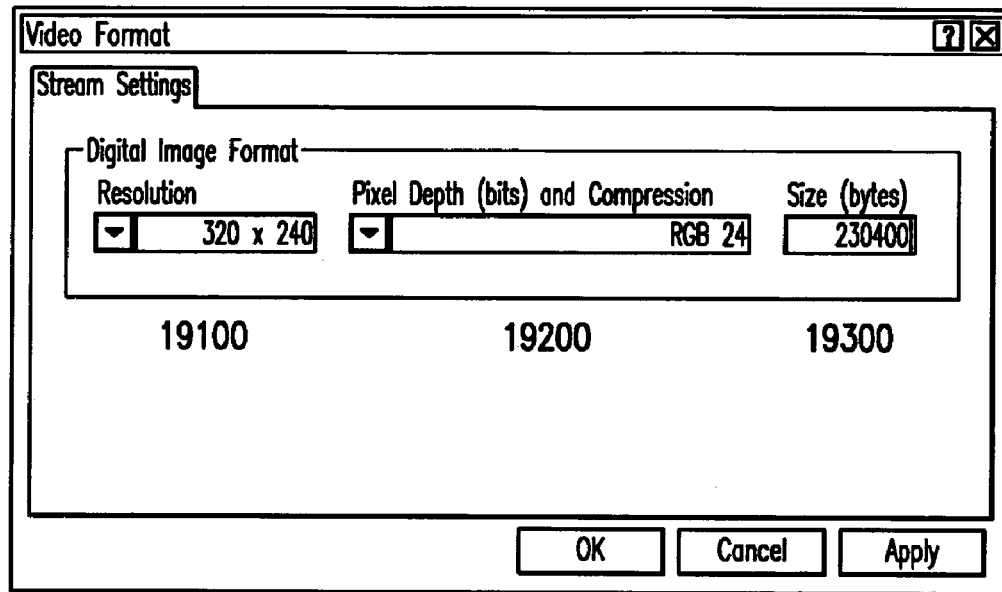 Video Format
Stream Settings
Digital Image Format
Resolution Pixel Depth (bits) and Compression Size (bytes)
320 x 240 RGB 24 230400
19100 19200 19300
OK Cancel Apply